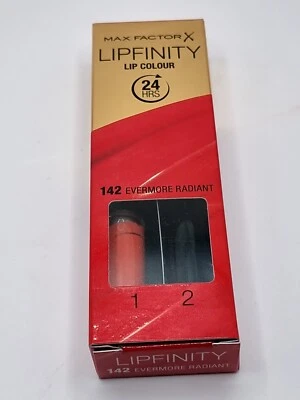 MAX FACTOR X
LIPFINITY
LIP COLOUR
24
HRS
142 EVERMORE RADIANT
1 2
LIPFINITY
142 EVERMORE RADIANT